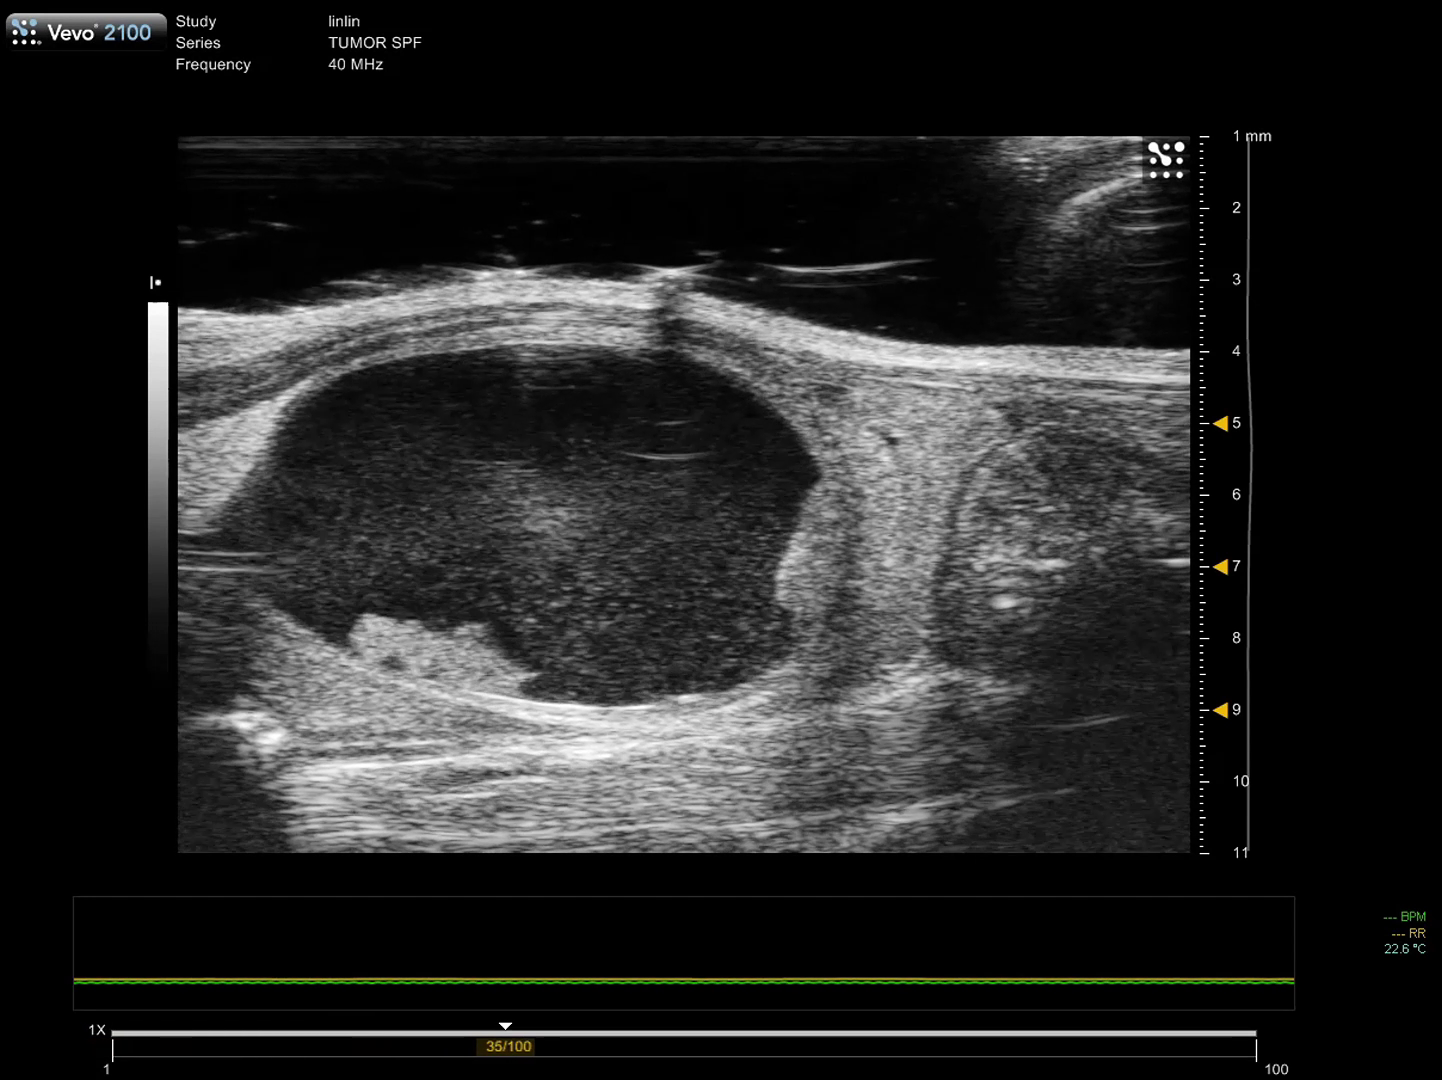 Vevo® 2100
Study linlin
Series TUMOR SPF
Frequency 40 MHz
1 mm
2
3
4
5
6
7
8
9
10
11
--- BPM
--- RR
22.6 °C
1X
35/100
1
100